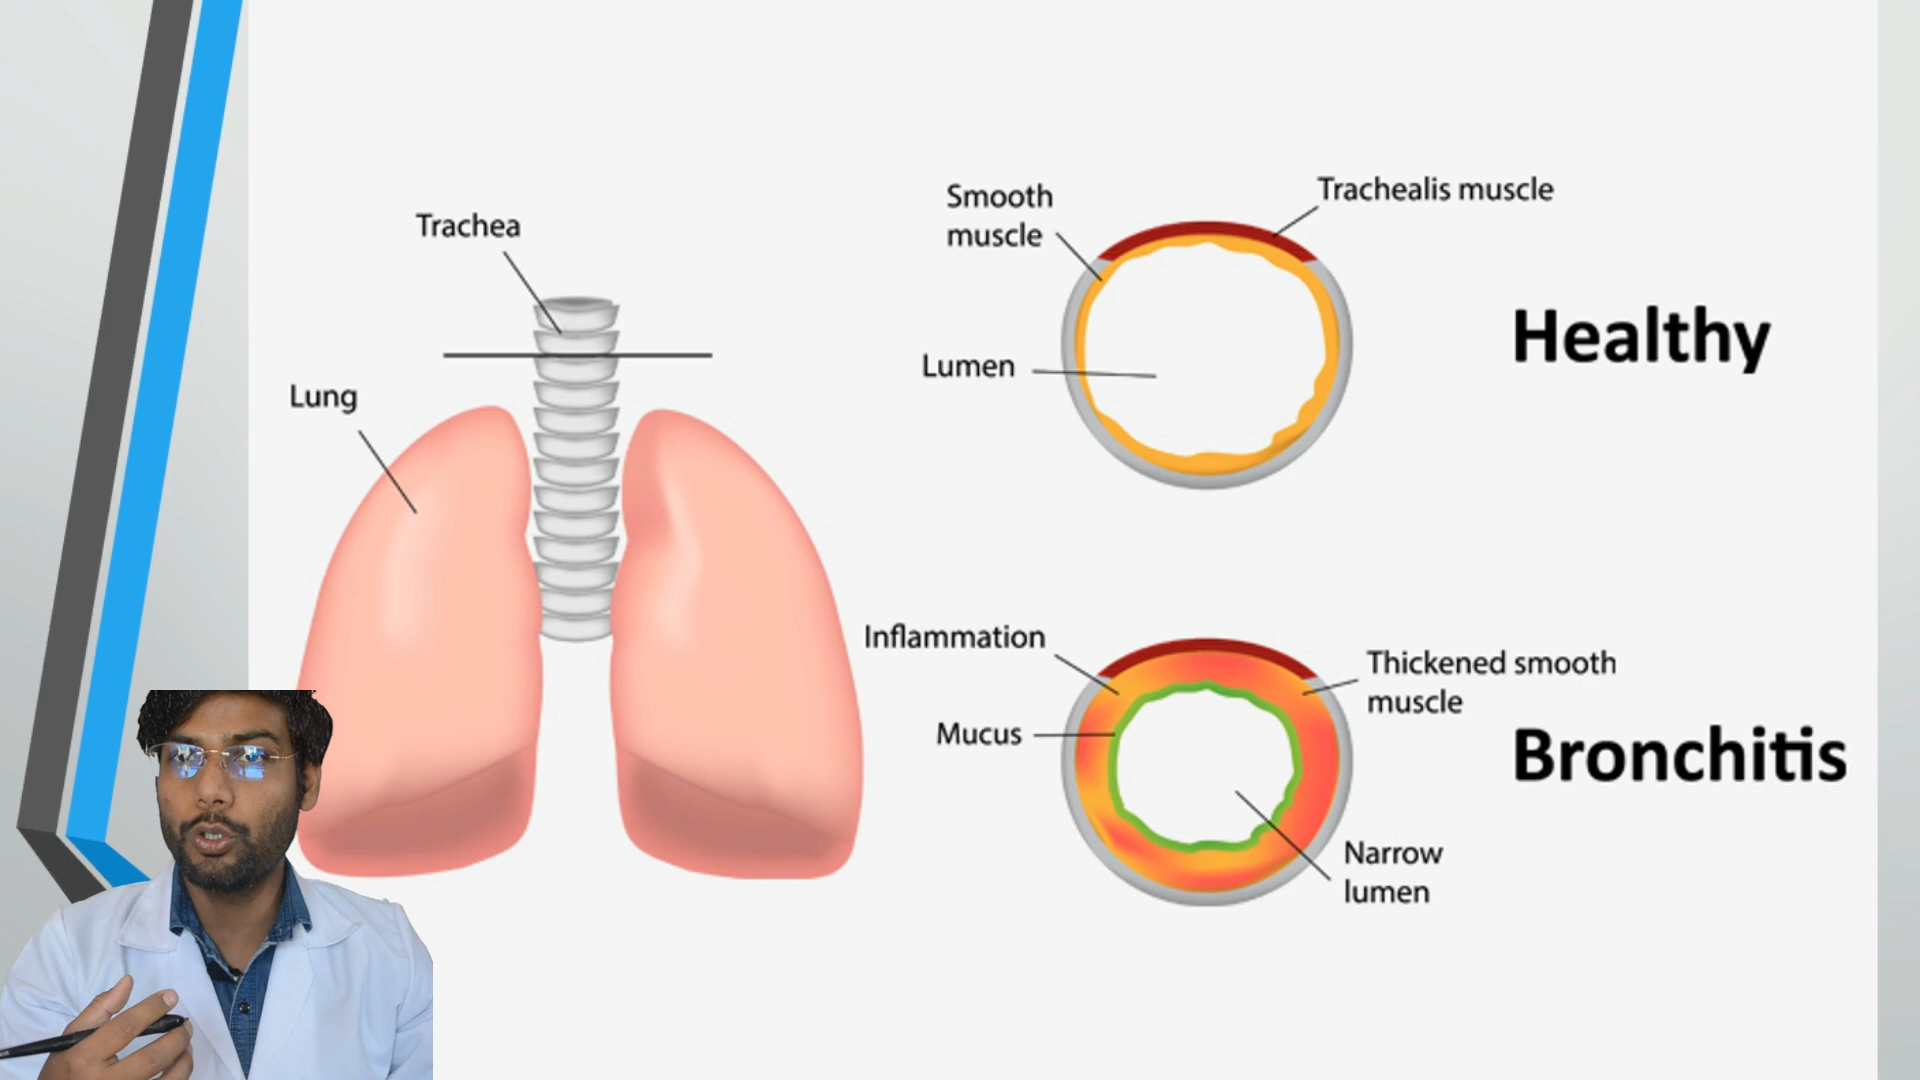 Trachea
Lung
Smooth
muscle
Trachealis muscle
Lumen
Healthy
Inflammation
Mucus
Thickened smooth
muscle
Bronchitis
Narrow
lumen